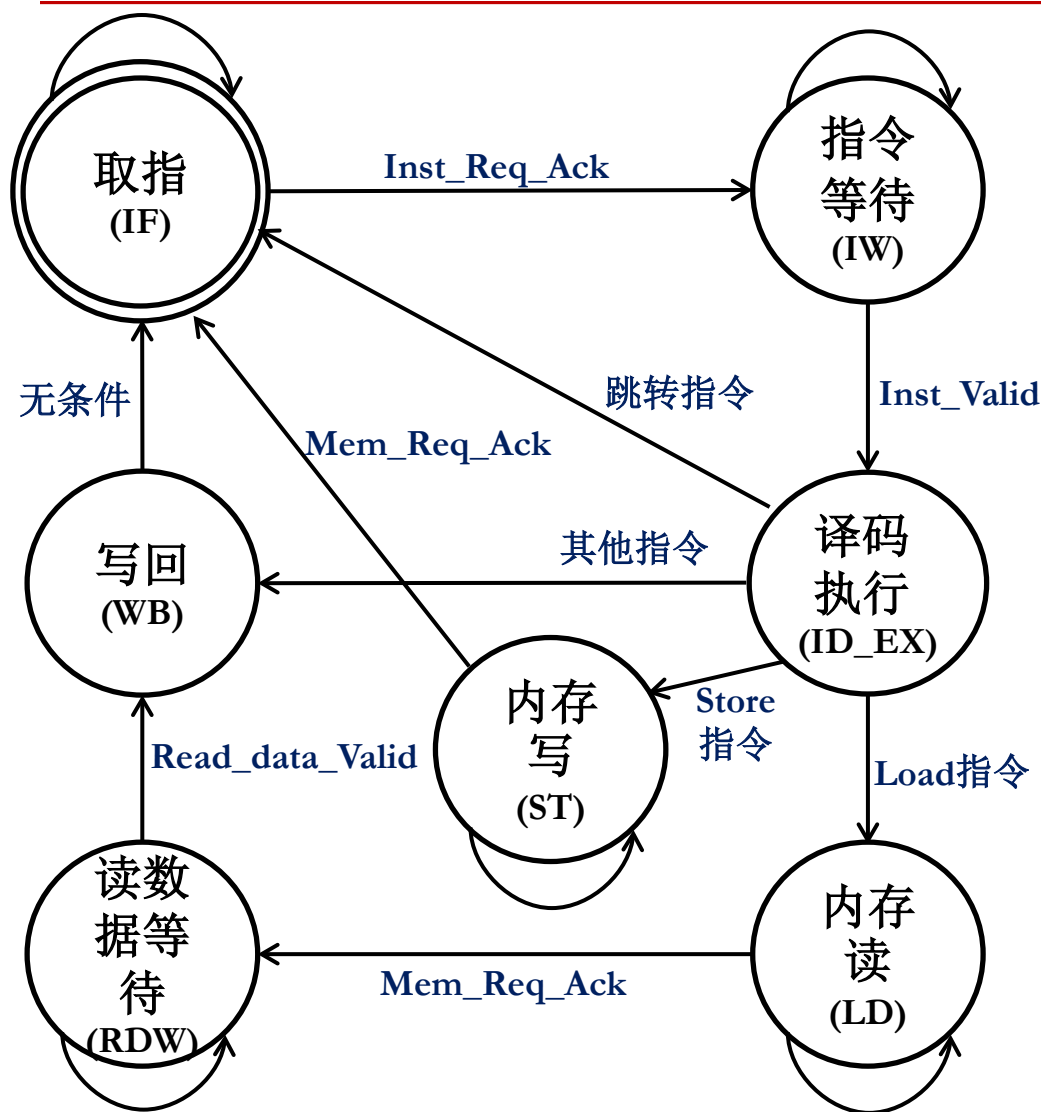 取指
(IF)
Inst_Req_Ack
指令
等待
(IW)
无条件
跳转指令
Inst_Valid
Mem_Req_Ack
写回
(WB)
其他指令
译码
执行
(ID_EX)
内存
写
(ST)
Store
指令
Read_data_Valid
Load指令
读数
据等
待
(RDW)
Mem_Req_Ack
内存
读
(LD)